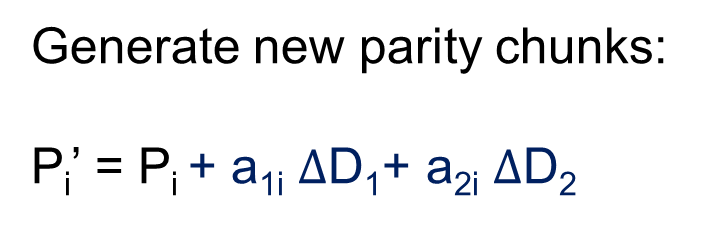 Generate new parity chunks:
Pᵢ’ = Pᵢ + a₁ᵢ ΔD₁+ a₂ᵢ ΔD₂